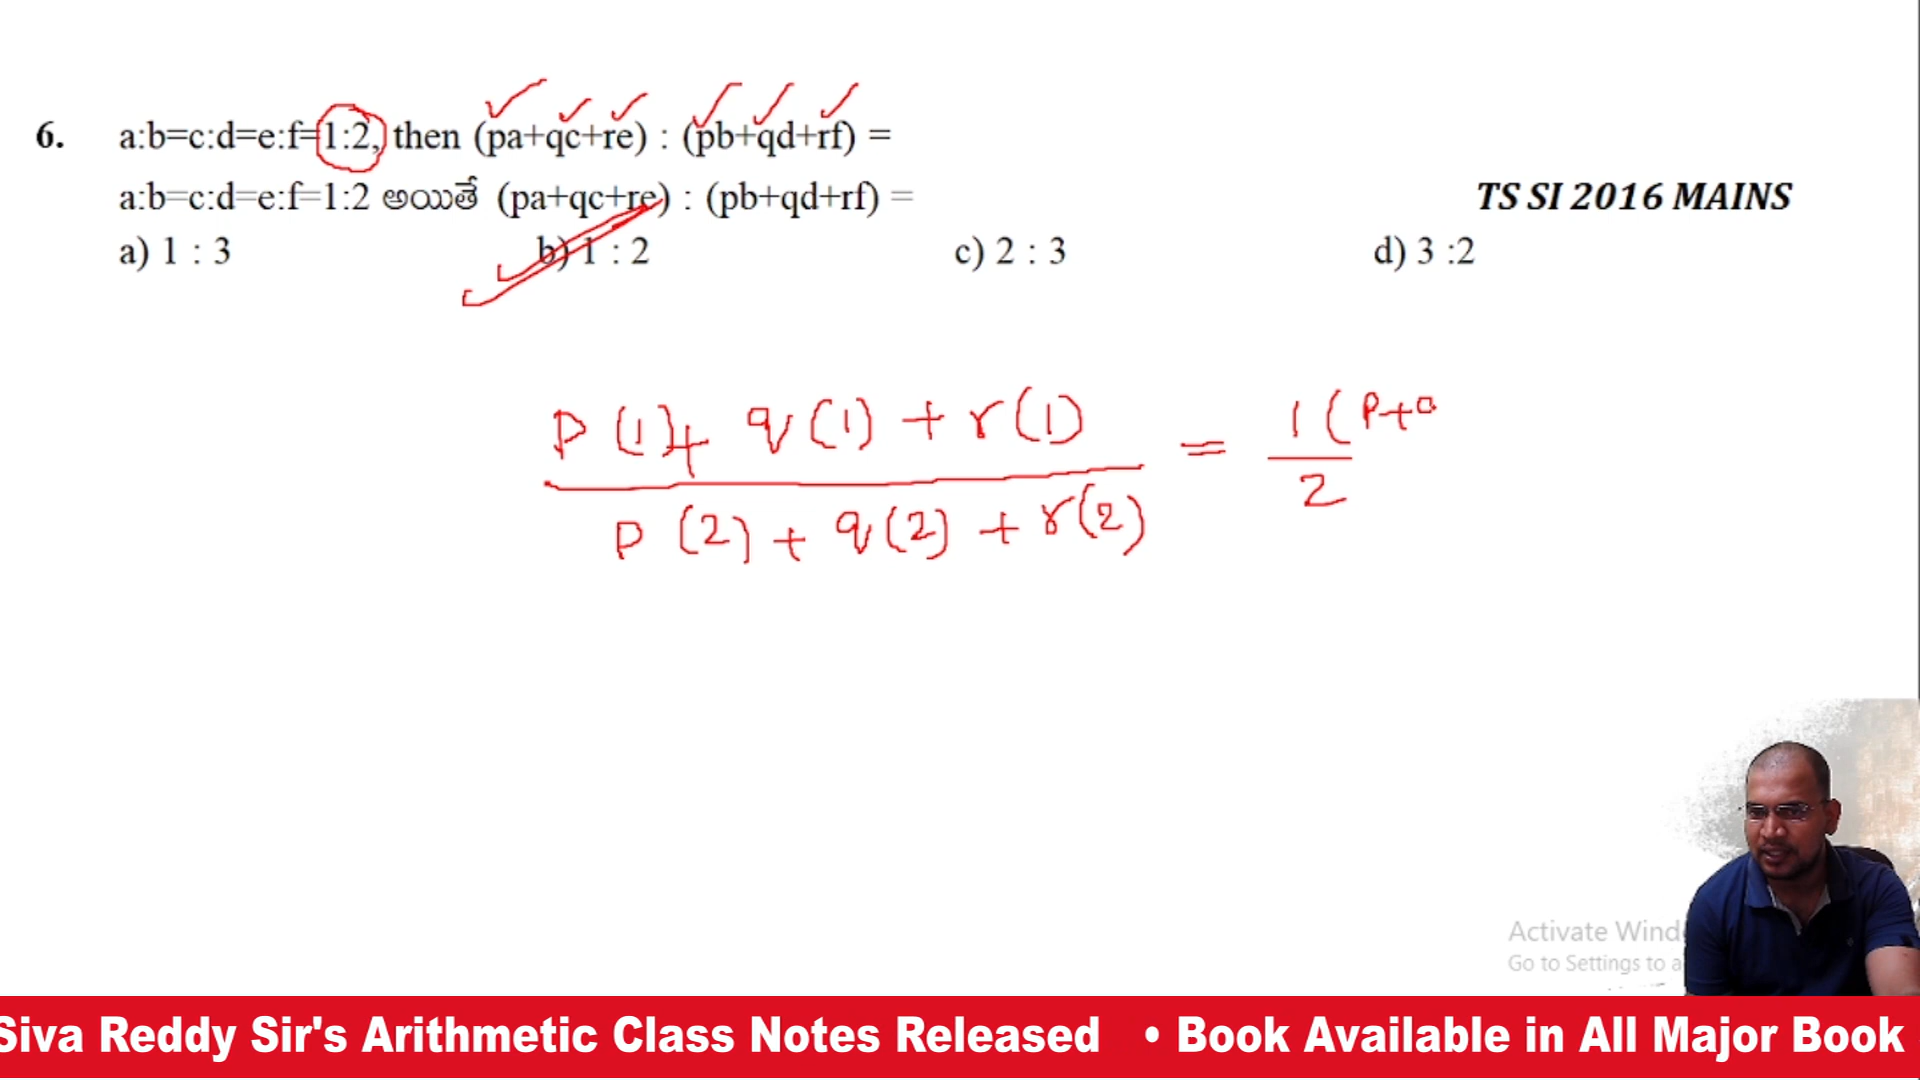 6. a:b=c:d=e:f=1:2, then (pa+qc+re) : (pb+qd+rf) =
a:b=c:d=e:f=1:2 అయితే (pa+qc+re) : (pb+qd+rf) =
TS SI 2016 MAINS
a) 1 : 3 b) 1 : 2 c) 2 : 3 d) 3 :2
P(1)+ q(1) + r(1) = 1(P+
P(2) + q(2) + r(2) 2
Activate Wind
Go to Settings to a
Siva Reddy Sir's Arithmetic Class Notes Released • Book Available in All Major Book